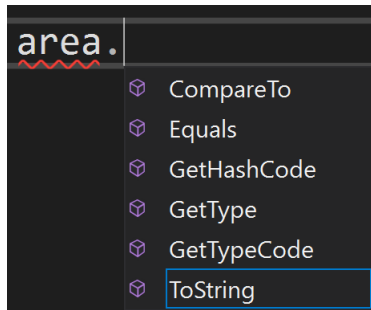 area.
CompareTo
Equals
GetHashCode
GetType
GetTypeCode
ToString